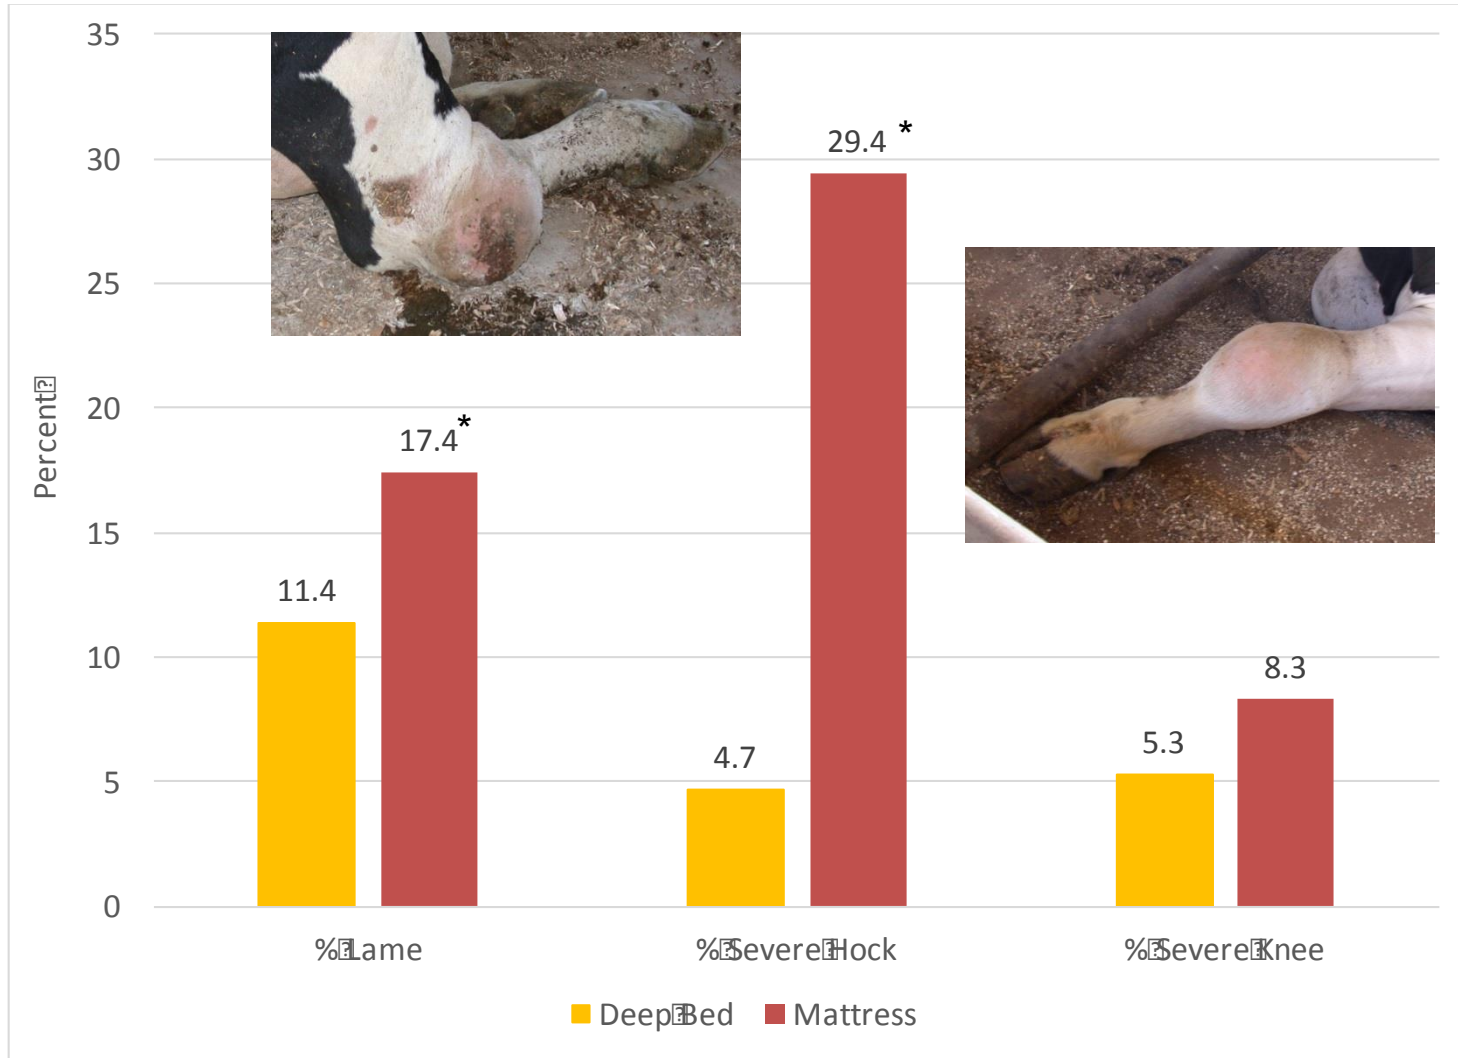 35
30
25
20
15
10
5
0
Percent
29.4 *
17.4*
11.4
4.7
8.3
5.3
%⍰Lame
%⍰Severe⍰Hock
%⍰Severe⍰Knee
Deep⍰Bed
Mattress